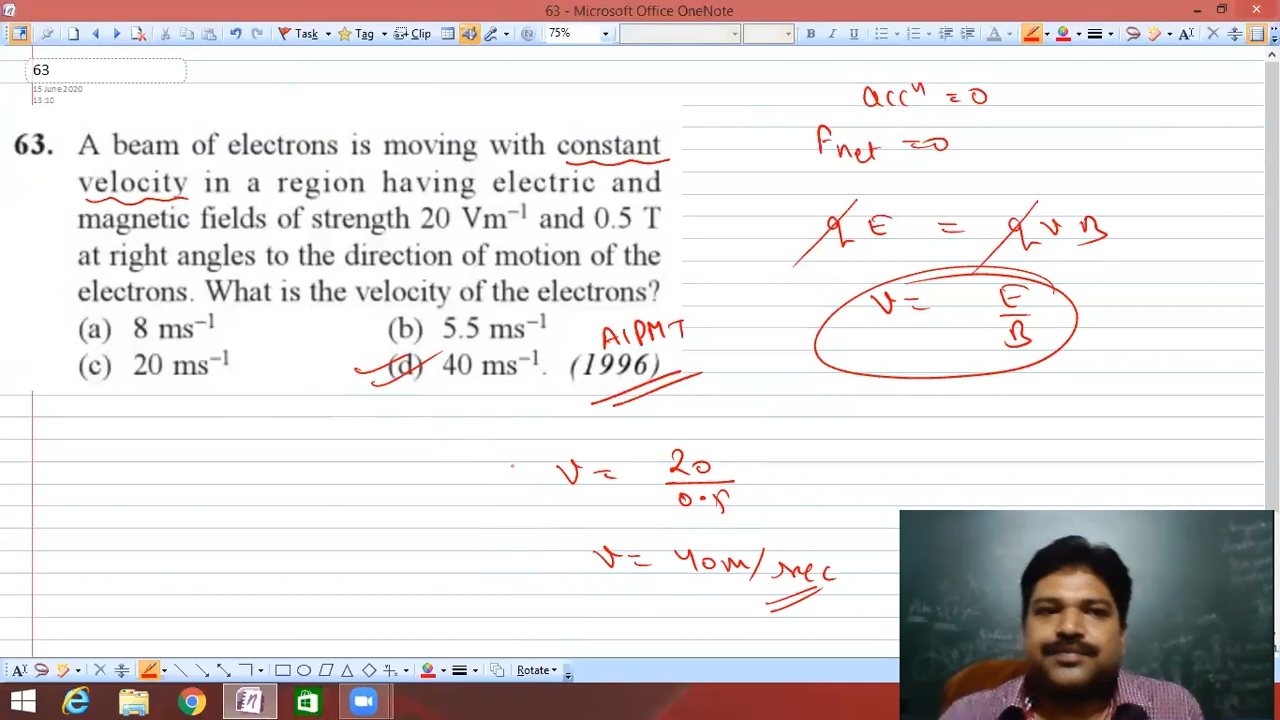 63 - Microsoft Office OneNote
Task Tag Clip 75% B I U
63
15 June 2020
13:10
63. A beam of electrons is moving with constant
velocity in a region having electric and
magnetic fields of strength 20 Vm⁻¹ and 0.5 T
at right angles to the direction of motion of the
electrons. What is the velocity of the electrons?
(a) 8 ms⁻¹ (b) 5.5 ms⁻¹
(c) 20 ms⁻¹ (d) 40 ms⁻¹. (1996)
AIPMT
accⁿ = 0
Fnet = 0
qE = qvB
v = E/B
v = 20/0.5
v = 40m/sec
Rotate